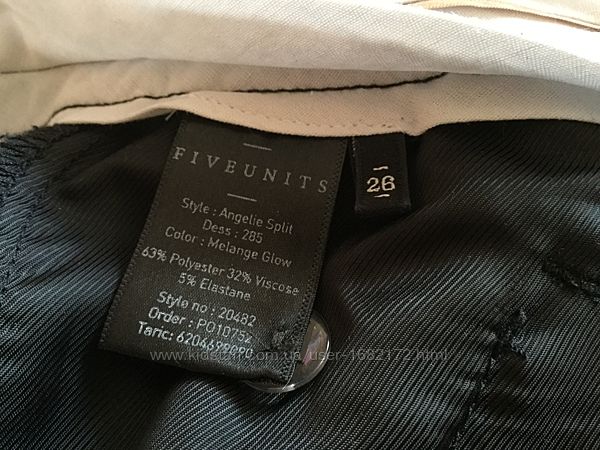 FIVEUNITS
26
Style : Angelie Split
Dess : 285
Color : Melange Glow
63% Polyester 32% Viscose
5% Elastane
Style no : 20482
Order : PO10752
Taric: 6204699090
www.kidstaff.com.ua/user-1682172.html